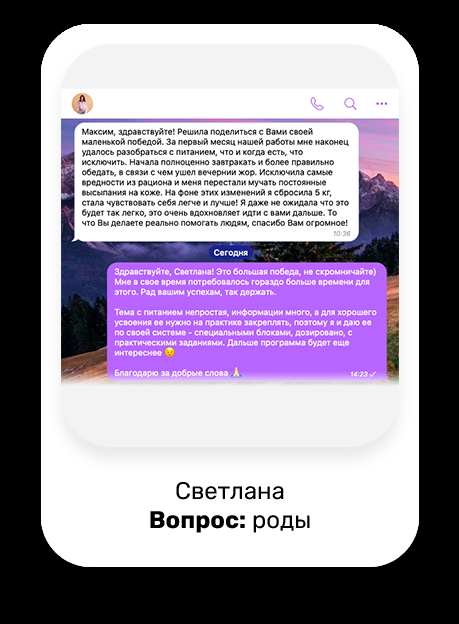 Максим, здравствуйте! Решила поделиться с Вами своей
маленькой победой. За первый месяц нашей работы мне наконец
удалось разобраться с питанием, что и когда есть, что
исключить. Начала полноценно завтракать и более правильно
обедать, в связи с чем ушел вечернии жор. Исключила самые
вредности из рациона и меня перестали мучать постоянные
высыпания на коже. На фоне этих изменений я сбросила 5 кг,
стала чувствовать себя легче и лучше! Я даже не ожидала что это
будет так легко, это очень вдохновляет идти с вами дальше. То
что Вы делаете реально помогать людям, спасибо Вам огромное!
10:36
Сегодня
Здравствуйте, Светлана! Это большая победа, не скромничайте)
Мне в свое время потребовалось гораздо больше времени для
этого. Рад вашим успехам, так держать.
Тема с питанием непростая, информации много, а для хорошего
усвоения ее нужно на практике закреплять, поэтому я и даю ее
по своей системе - специальными блоками, дозировано, с
практическими заданиями. Дальше программа будет еще
интереснее 😉
Благодарю за добрые слова 🙏🏻
14:23 ✓
Светлана
Вопрос: роды